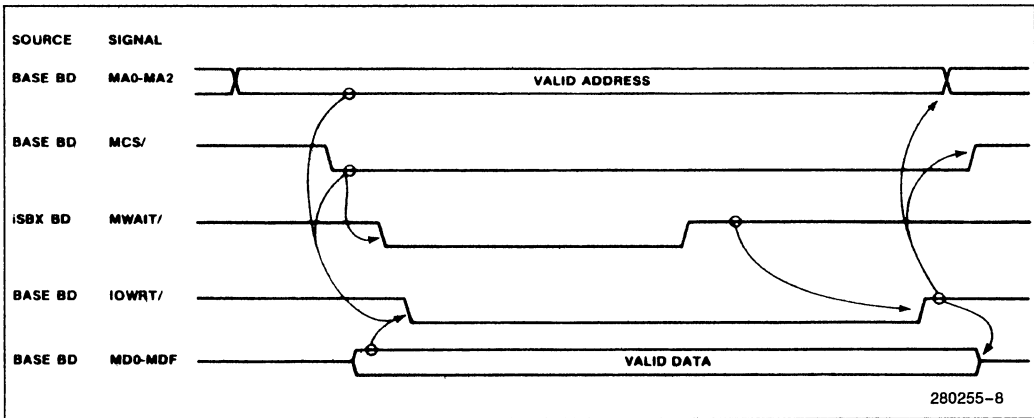 SOURCE SIGNAL
BASE BD MA0-MA2 VALID ADDRESS
BASE BD MCS/
iSBX BD MWAIT/
BASE BD IOWRT/
BASE BD MD0-MDF VALID DATA
280255-8